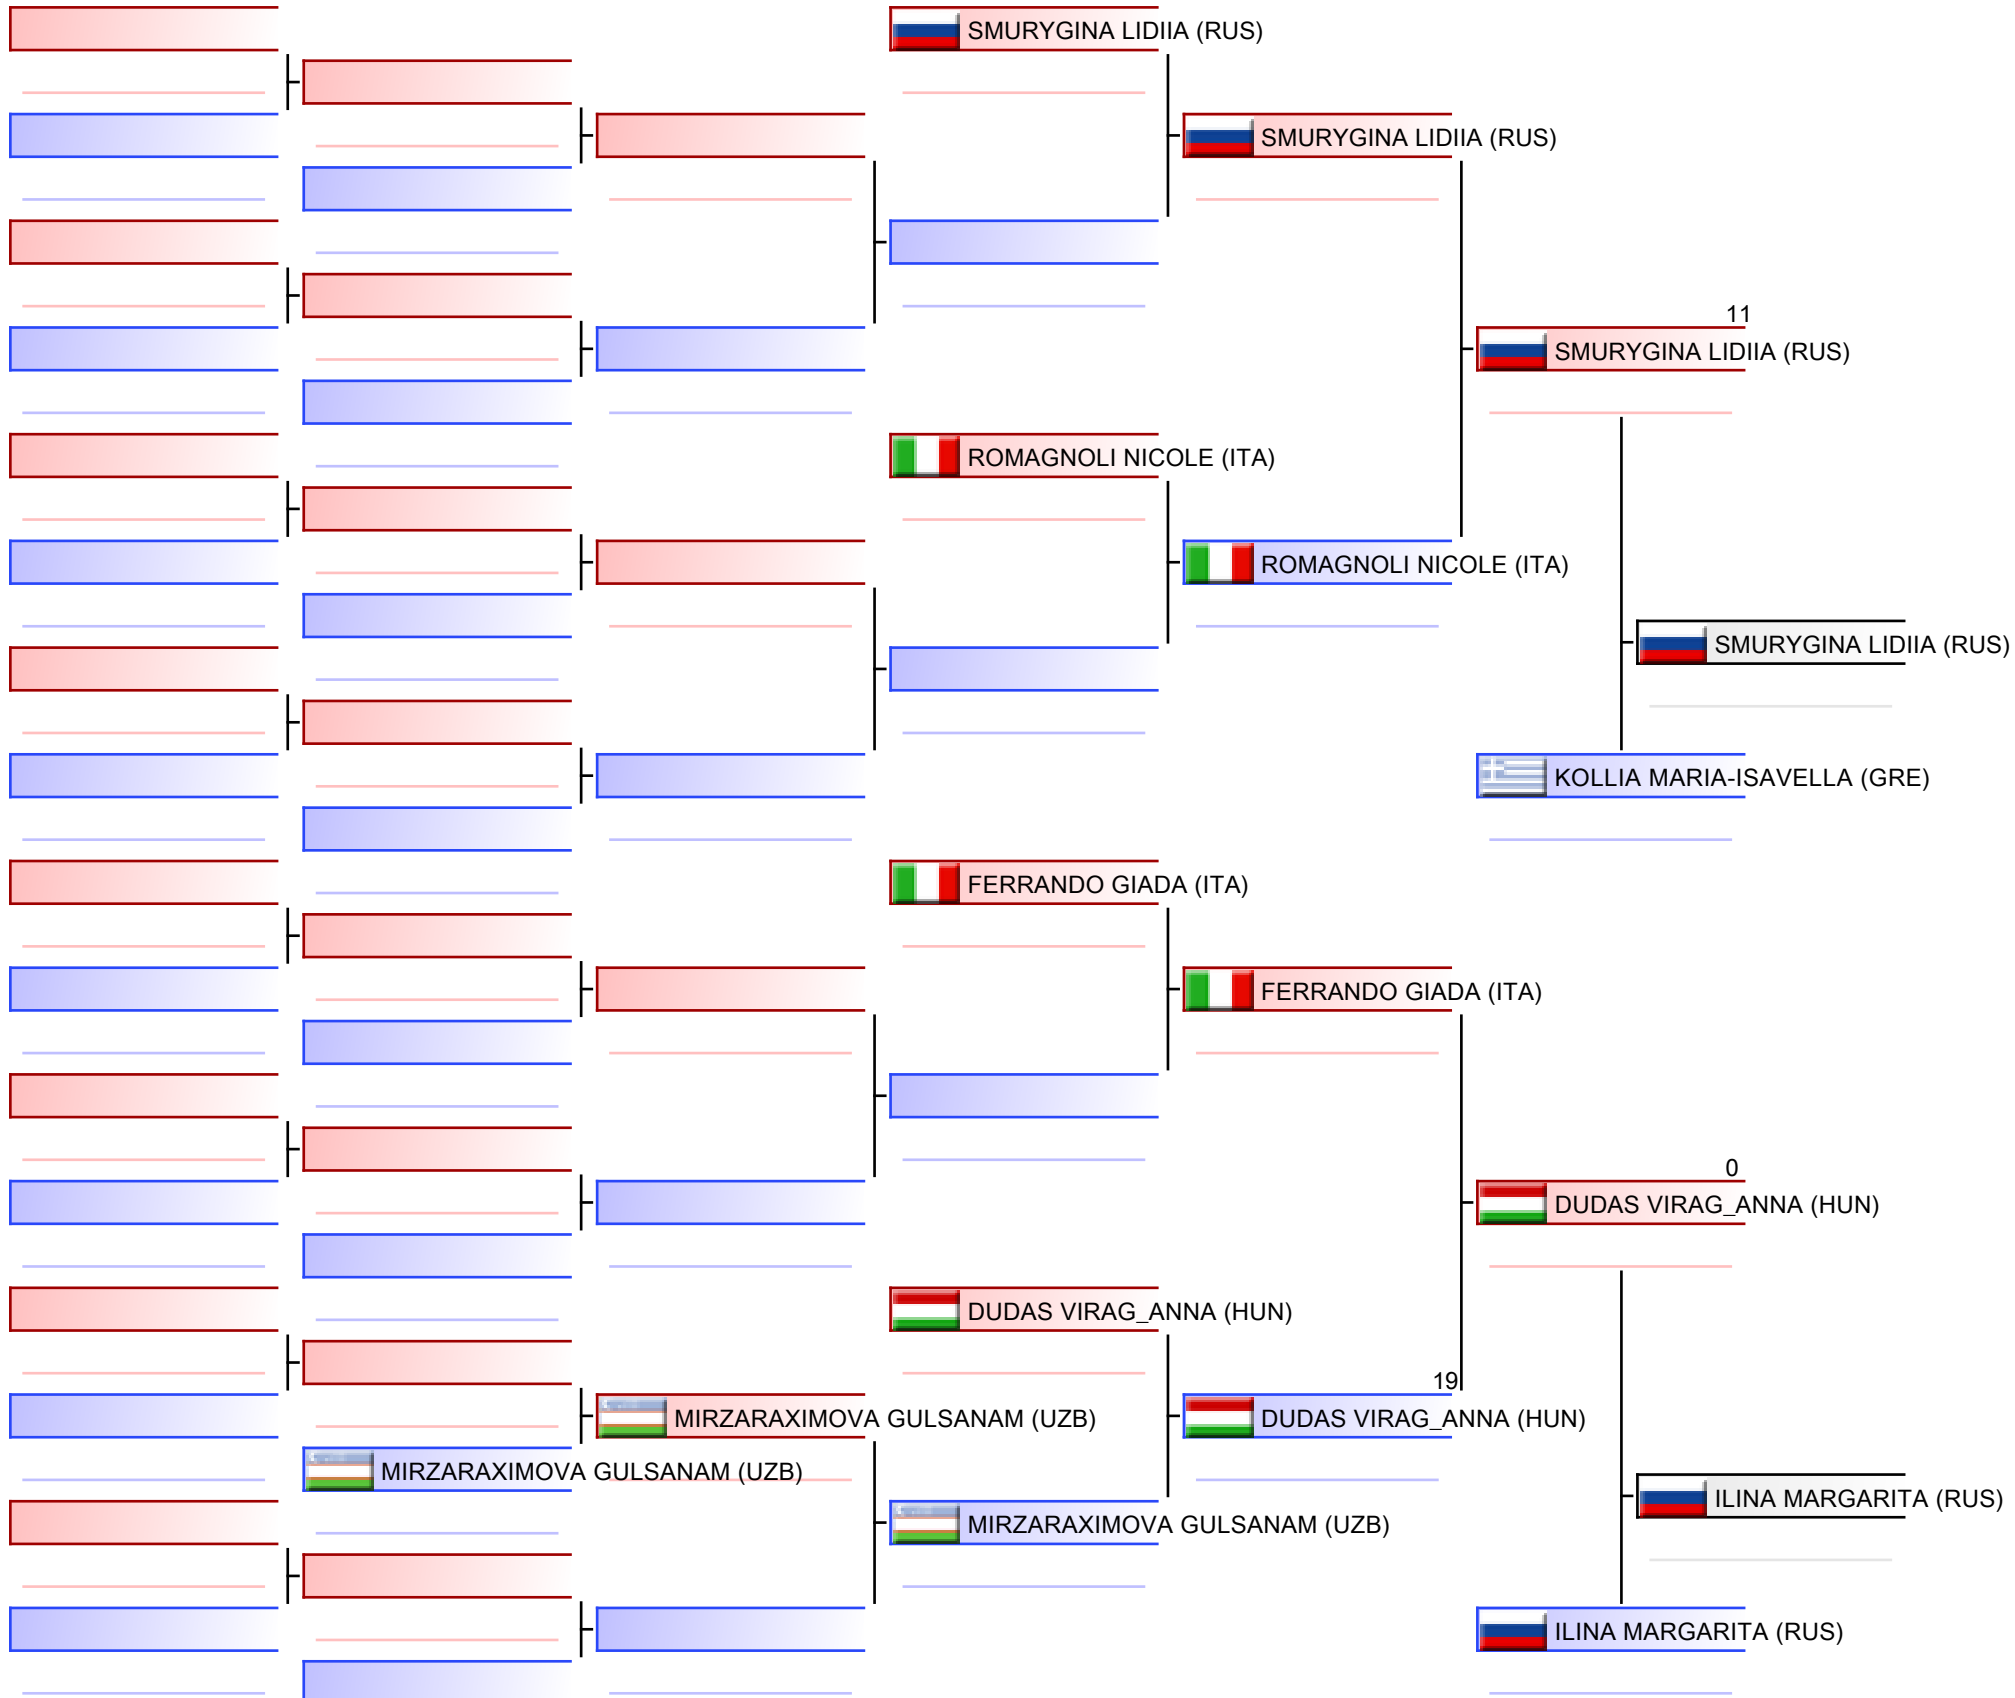 SMURYGINA LIDIIA (RUS)
SMURYGINA LIDIIA (RUS)
11
SMURYGINA LIDIIA (RUS)
ROMAGNOLI NICOLE (ITA)
ROMAGNOLI NICOLE (ITA)
SMURYGINA LIDIIA (RUS)
KOLLIA MARIA-ISAVELLA (GRE)
FERRANDO GIADA (ITA)
FERRANDO GIADA (ITA)
0
DUDAS VIRAG_ANNA (HUN)
DUDAS VIRAG_ANNA (HUN)
19
MIRZARAXIMOVA GULSANAM (UZB)
DUDAS VIRAG_ANNA (HUN)
MIRZARAXIMOVA GULSANAM (UZB)
ILINA MARGARITA (RUS)
MIRZARAXIMOVA GULSANAM (UZB)
ILINA MARGARITA (RUS)